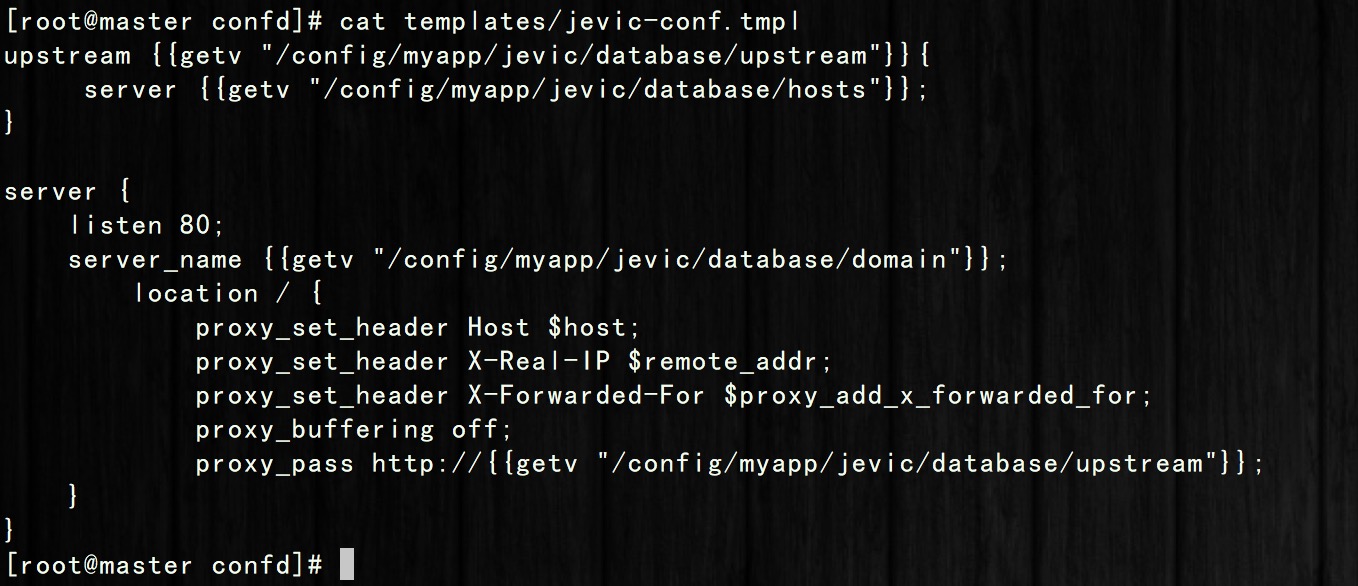 [root@master confd]# cat templates/jevic-conf.tmpl
upstream {{getv "/config/myapp/jevic/database/upstream"}}{
     server {{getv "/config/myapp/jevic/database/hosts"}};
}

server {
    listen 80;
    server_name {{getv "/config/myapp/jevic/database/domain"}};
        location / {
            proxy_set_header Host $host;
            proxy_set_header X-Real-IP $remote_addr;
            proxy_set_header X-Forwarded-For $proxy_add_x_forwarded_for;
            proxy_buffering off;
            proxy_pass http://{{getv "/config/myapp/jevic/database/upstream"}};
    }
}
[root@master confd]#